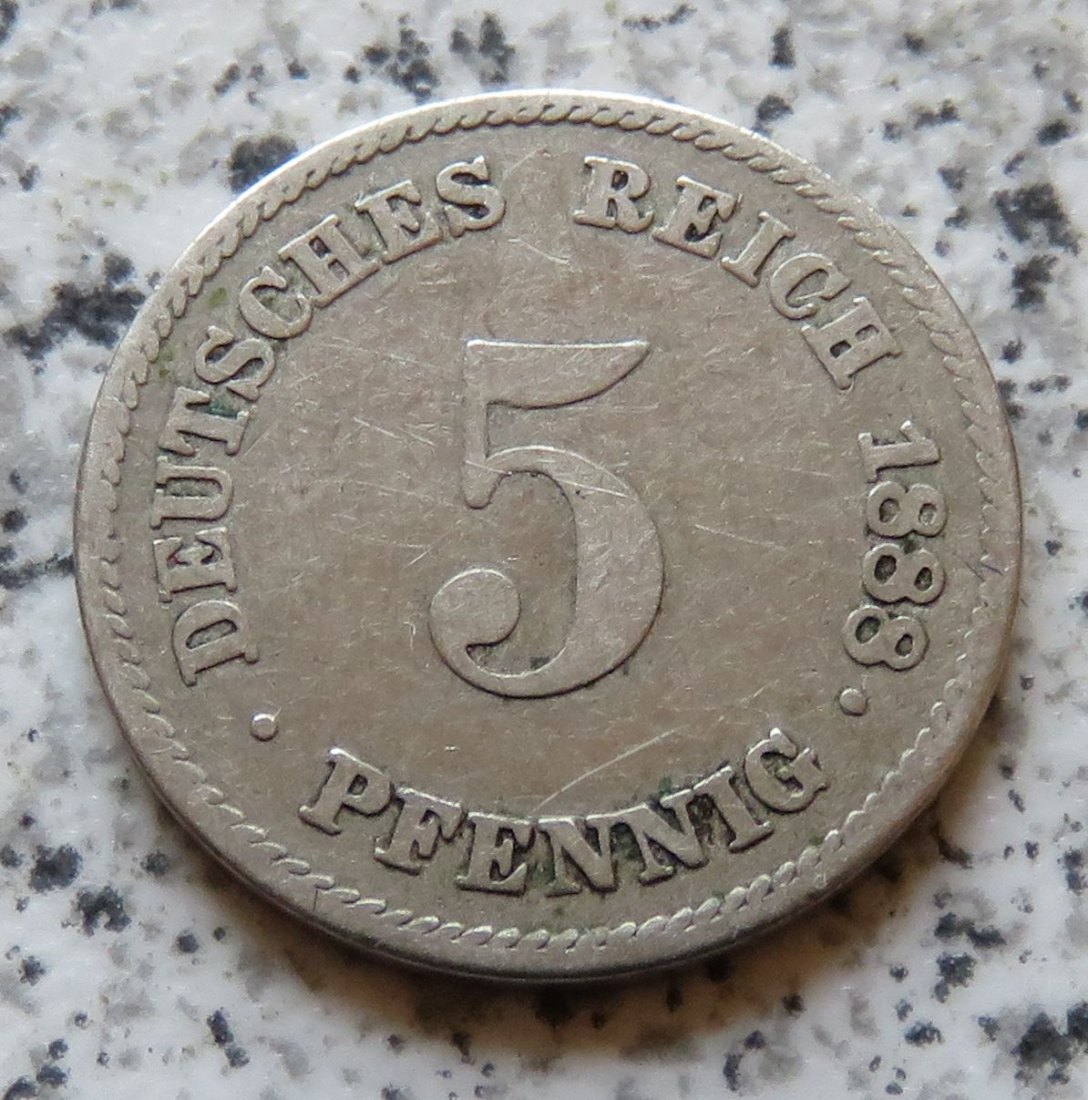 DEUTSCHES REICH 1888
5
PFENNIG